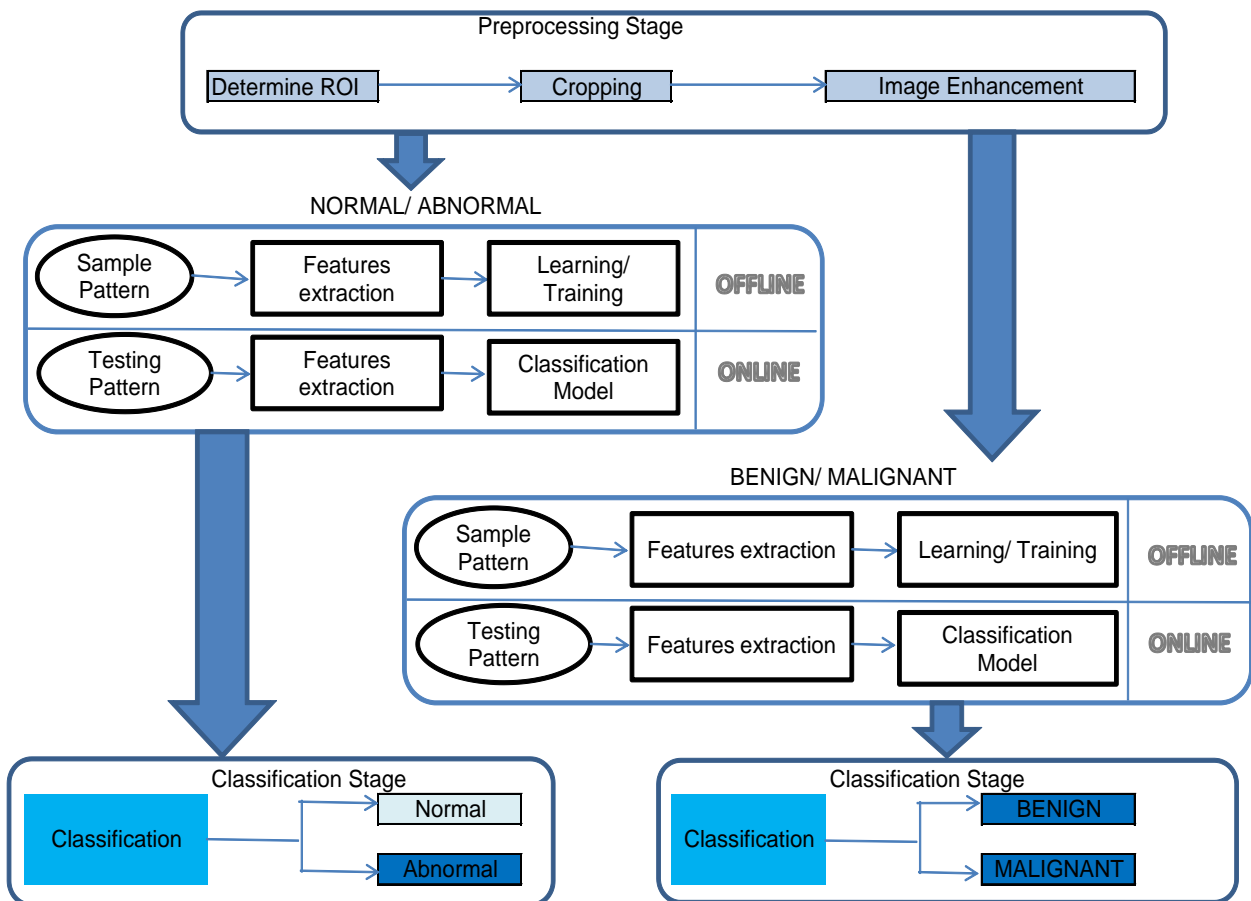 Preprocessing Stage
Determine ROI
Cropping
Image Enhancement
NORMAL/ ABNORMAL
Sample
Pattern
Features
extraction
Learning/
Training
OFFLINE
Testing
Pattern
Features
extraction
Classification
Model
ONLINE
BENIGN/ MALIGNANT
Sample
Pattern
Features extraction
Learning/ Training
OFFLINE
Testing
Pattern
Features extraction
Classification
Model
ONLINE
Classification Stage
Classification
Normal
Abnormal
Classification Stage
Classification
BENIGN
MALIGNANT